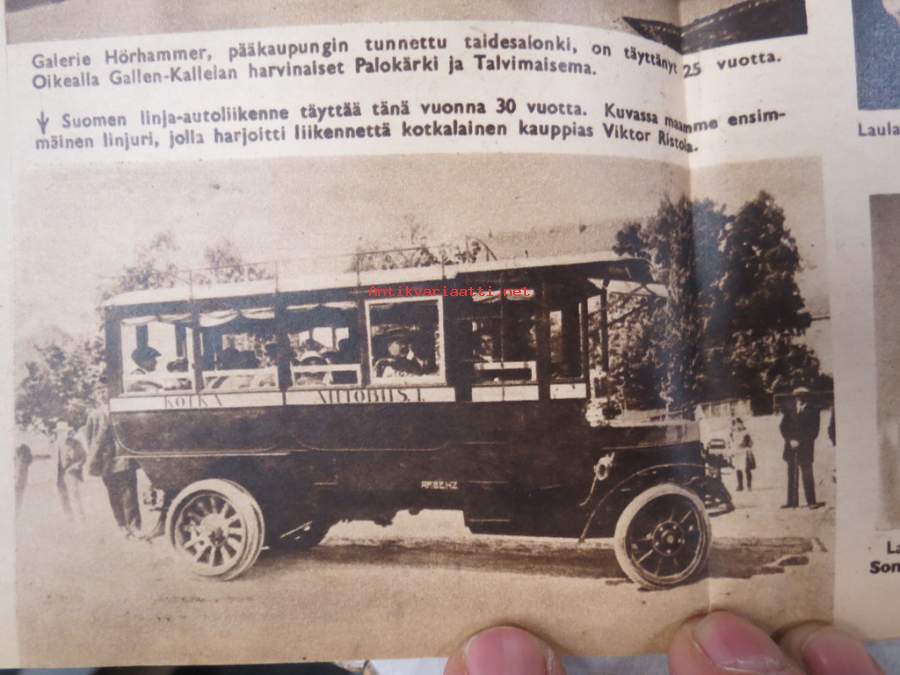 Galerie Hörhammer, pääkaupungin tunnettu taidesalonki, on täyttänyt 25 vuotta.
Oikealla Gallen-Kallelan harvinaiset Palokärki ja Talvimaisema.
Suomen linja-autoliikenne täyttää tänä vuonna 30 vuotta. Kuvassa maamme ensim-
mäinen linjuri, jolla harjoitti liikennettä kotkalainen kauppias Viktor Ristola.
Laula
Antikvariaatti.net
KOTKA AUTOBUS. 1.
La
Son